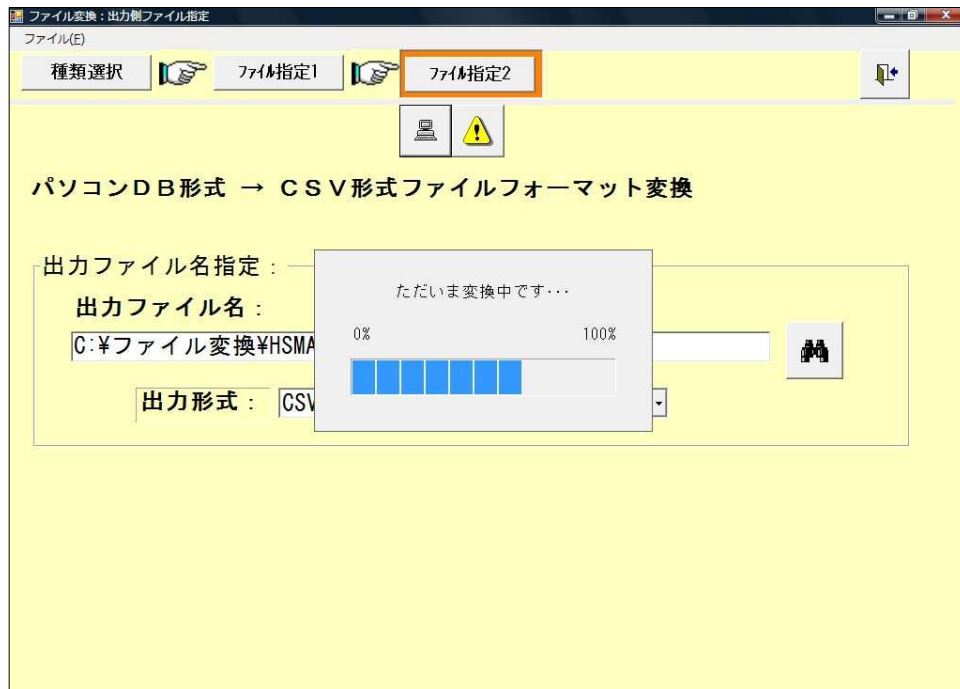 ファイル変換：出力側ファイル指定
ファイル(F)
種類選択 ファイル指定1 ファイル指定2
パソコンＤＢ形式 → ＣＳＶ形式ファイルフォーマット変換
出力ファイル名指定：
出力ファイル名：
C:¥ファイル変換¥HSMA
出力形式： CSV
ただいま変換中です･･･
0% 100%